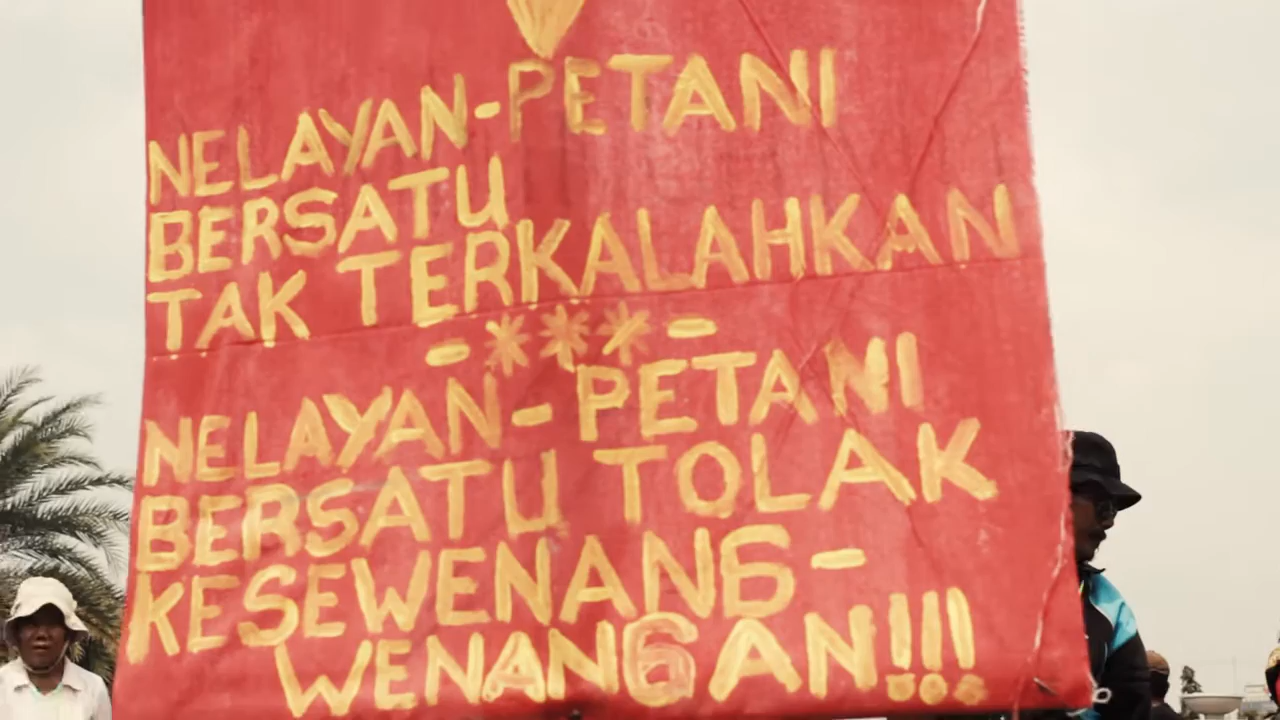 NELAYAN-PETANI
BERSATU
TAK TERKALAHKAN
- *** -
NELAYAN-PETANI
BERSATU TOLAK
KESEWENANG-
WENANGAN!!!